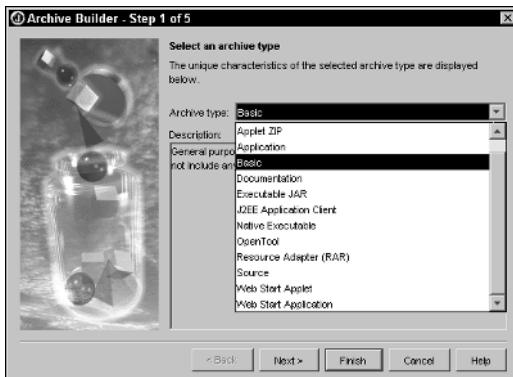 Archive Builder - Step 1 of 5
Select an archive type
The unique characteristics of the selected archive type are displayed
below.
Archive type: Basic
Description:
General purpo
not include any
Applet ZIP
Application
Basic
Documentation
Executable JAR
J2EE Application Client
Native Executable
OpenTool
Resource Adapter (RAR)
Source
Web Start Applet
Web Start Application
< Back
Next >
Finish
Cancel
Help